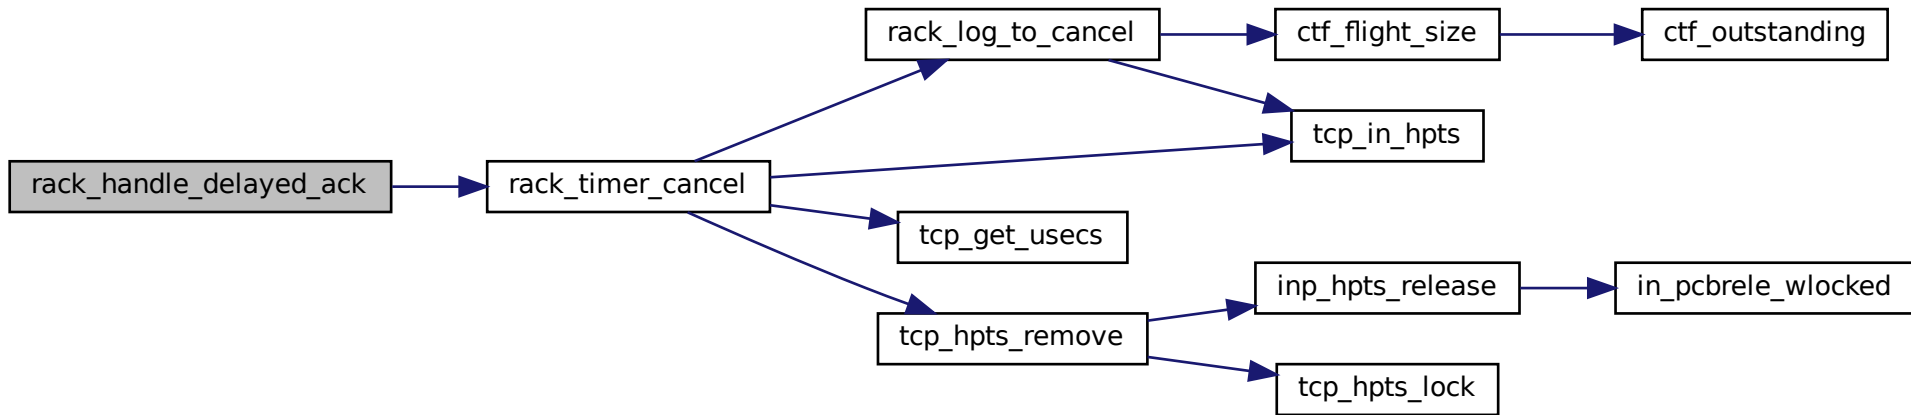 rack_log_to_cancel
ctf_flight_size
ctf_outstanding
tcp_in_hpts
rack_handle_delayed_ack
rack_timer_cancel
tcp_get_usecs
inp_hpts_release
in_pcbrele_wlocked
tcp_hpts_remove
tcp_hpts_lock